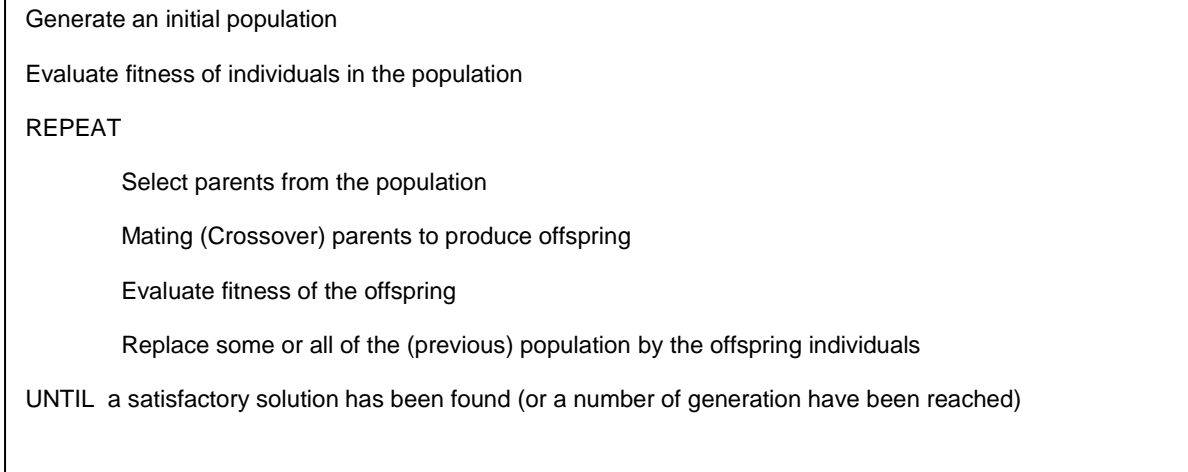 Generate an initial population
Evaluate fitness of individuals in the population
REPEAT
Select parents from the population
Mating (Crossover) parents to produce offspring
Evaluate fitness of the offspring
Replace some or all of the (previous) population by the offspring individuals
UNTIL  a satisfactory solution has been found (or a number of generation have been reached)